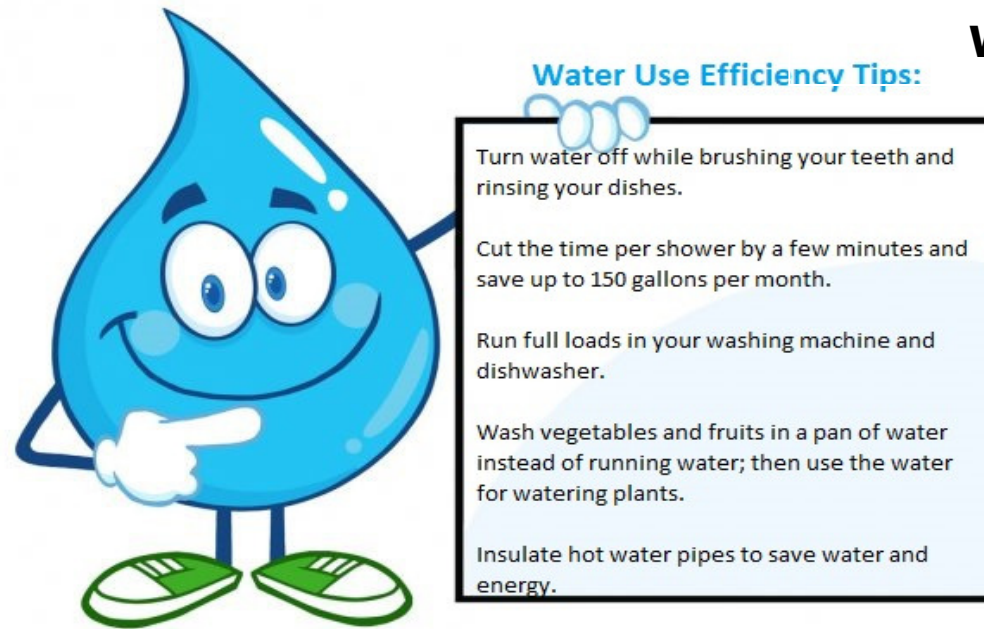 Water Use Efficiency Tips:
Turn water off while brushing your teeth and
rinsing your dishes.
Cut the time per shower by a few minutes and
save up to 150 gallons per month.
Run full loads in your washing machine and
dishwasher.
Wash vegetables and fruits in a pan of water
instead of running water; then use the water
for watering plants.
Insulate hot water pipes to save water and
energy.